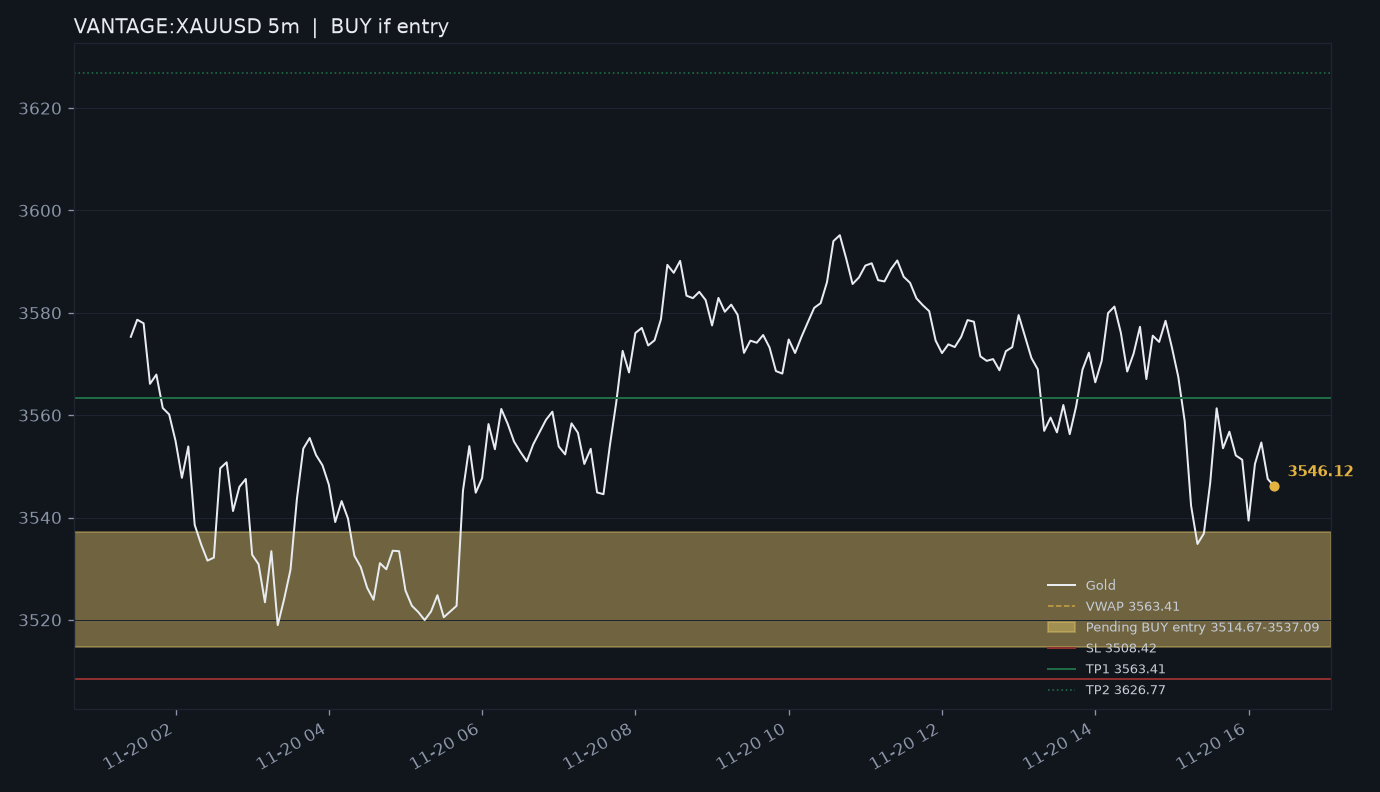 VANTAGE:XAUUSD 5m | BUY if entry
3620
3600
3580
3560
3540
3520
3546.12
Gold
VWAP 3563.41
Pending BUY entry 3514.67-3537.09
SL 3508.42
TP1 3563.41
TP2 3626.77
11-20 02
11-20 04
11-20 06
11-20 08
11-20 10
11-20 12
11-20 14
11-20 16